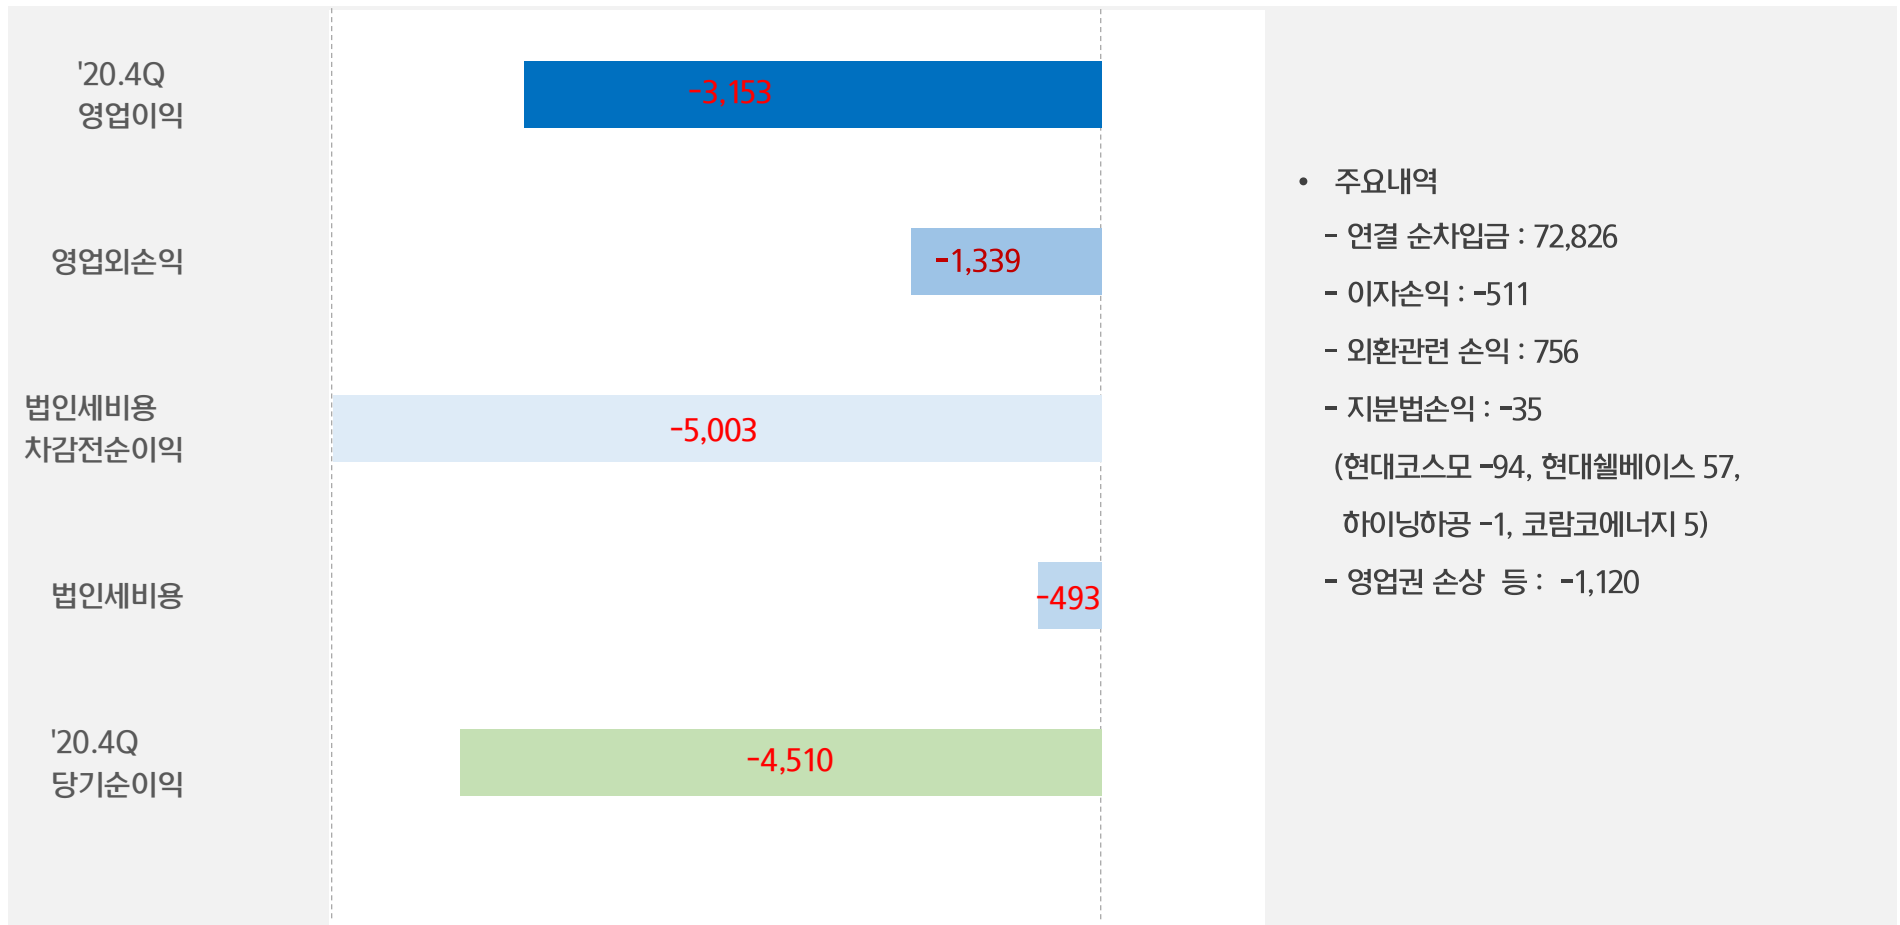 '20.4Q
영업이익
-3,153
영업외손익
-1,339
법인세비용
차감전순이익
-5,003
법인세비용
-493
'20.4Q
당기순이익
-4,510
• 주요내역
- 연결 순차입금 : 72,826
- 이자손익 : -511
- 외환관련 손익 : 756
- 지분법손익 : -35
(현대코스모 -94, 현대쉘베이스 57,
하이닝하공 -1, 코람코에너지 5)
- 영업권 손상 등 : -1,120